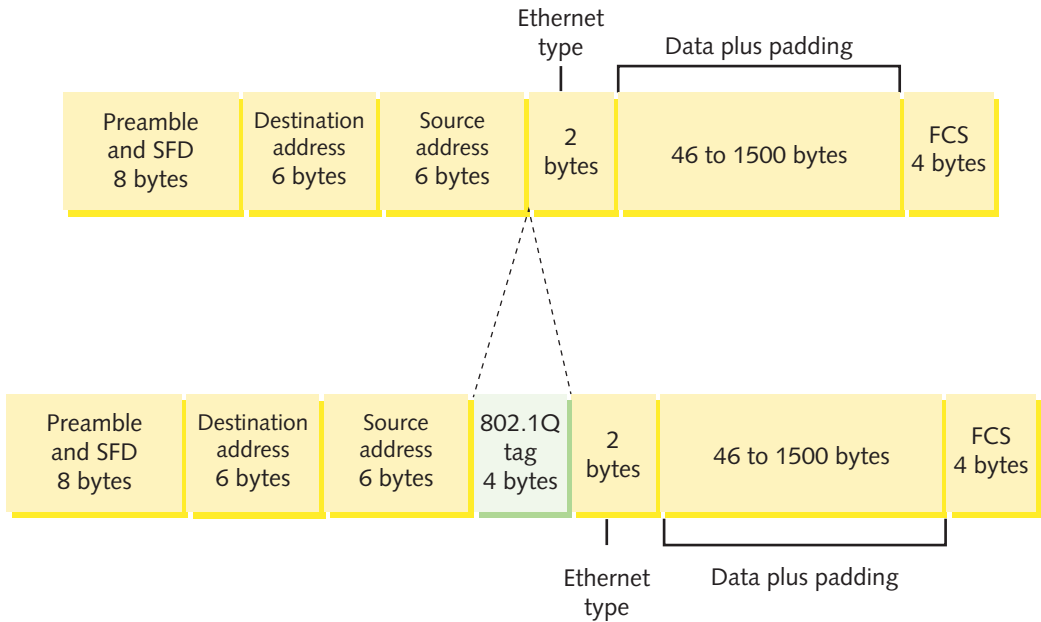 Ethernet
type
Data plus padding
Preamble
and SFD
8 bytes
Destination
address
6 bytes
Source
address
6 bytes
2
bytes
46 to 1500 bytes
FCS
4 bytes
Preamble
and SFD
8 bytes
Destination
address
6 bytes
Source
address
6 bytes
802.1Q
tag
4 bytes
2
bytes
46 to 1500 bytes
FCS
4 bytes
Ethernet
type
Data plus padding